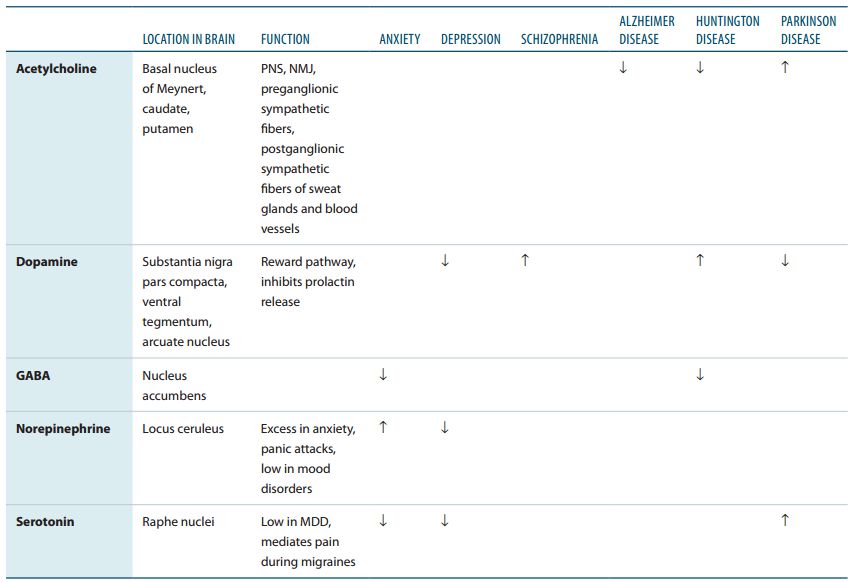 ALZHEIMER HUNTINGTON PARKINSON
LOCATION IN BRAIN FUNCTION ANXIETY DEPRESSION SCHIZOPHRENIA DISEASE DISEASE DISEASE
Acetylcholine Basal nucleus PNS, NMJ, ↓ ↓ ↑
of Meynert, preganglionic
caudate, sympathetic
putamen fibers,
postganglionic
sympathetic
fibers of sweat
glands and blood
vessels
Dopamine Substantia nigra Reward pathway, ↓ ↑ ↑ ↓
pars compacta, inhibits prolactin
ventral release
tegmentum,
arcuate nucleus
GABA Nucleus ↓ ↓
accumbens
Norepinephrine Locus ceruleus Excess in anxiety, ↑ ↓
panic attacks,
low in mood
disorders
Serotonin Raphe nuclei Low in MDD, ↓ ↓ ↑
mediates pain
during migraines